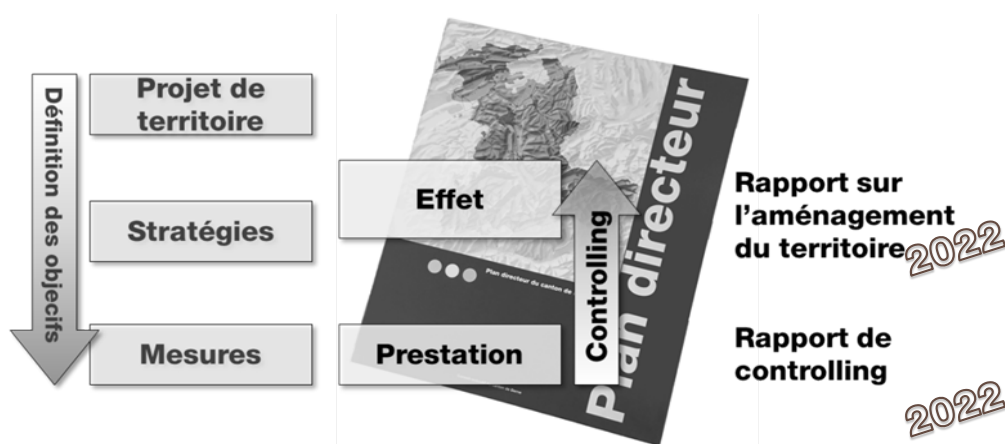 Définition des objecifs
Projet de
territoire
Stratégies
Mesures
Effet
Prestation
Controlling
Plan directeur
Plan directeur du canton de
Rapport sur
l'aménagement
du territoire
2022
Rapport de
controlling
2022